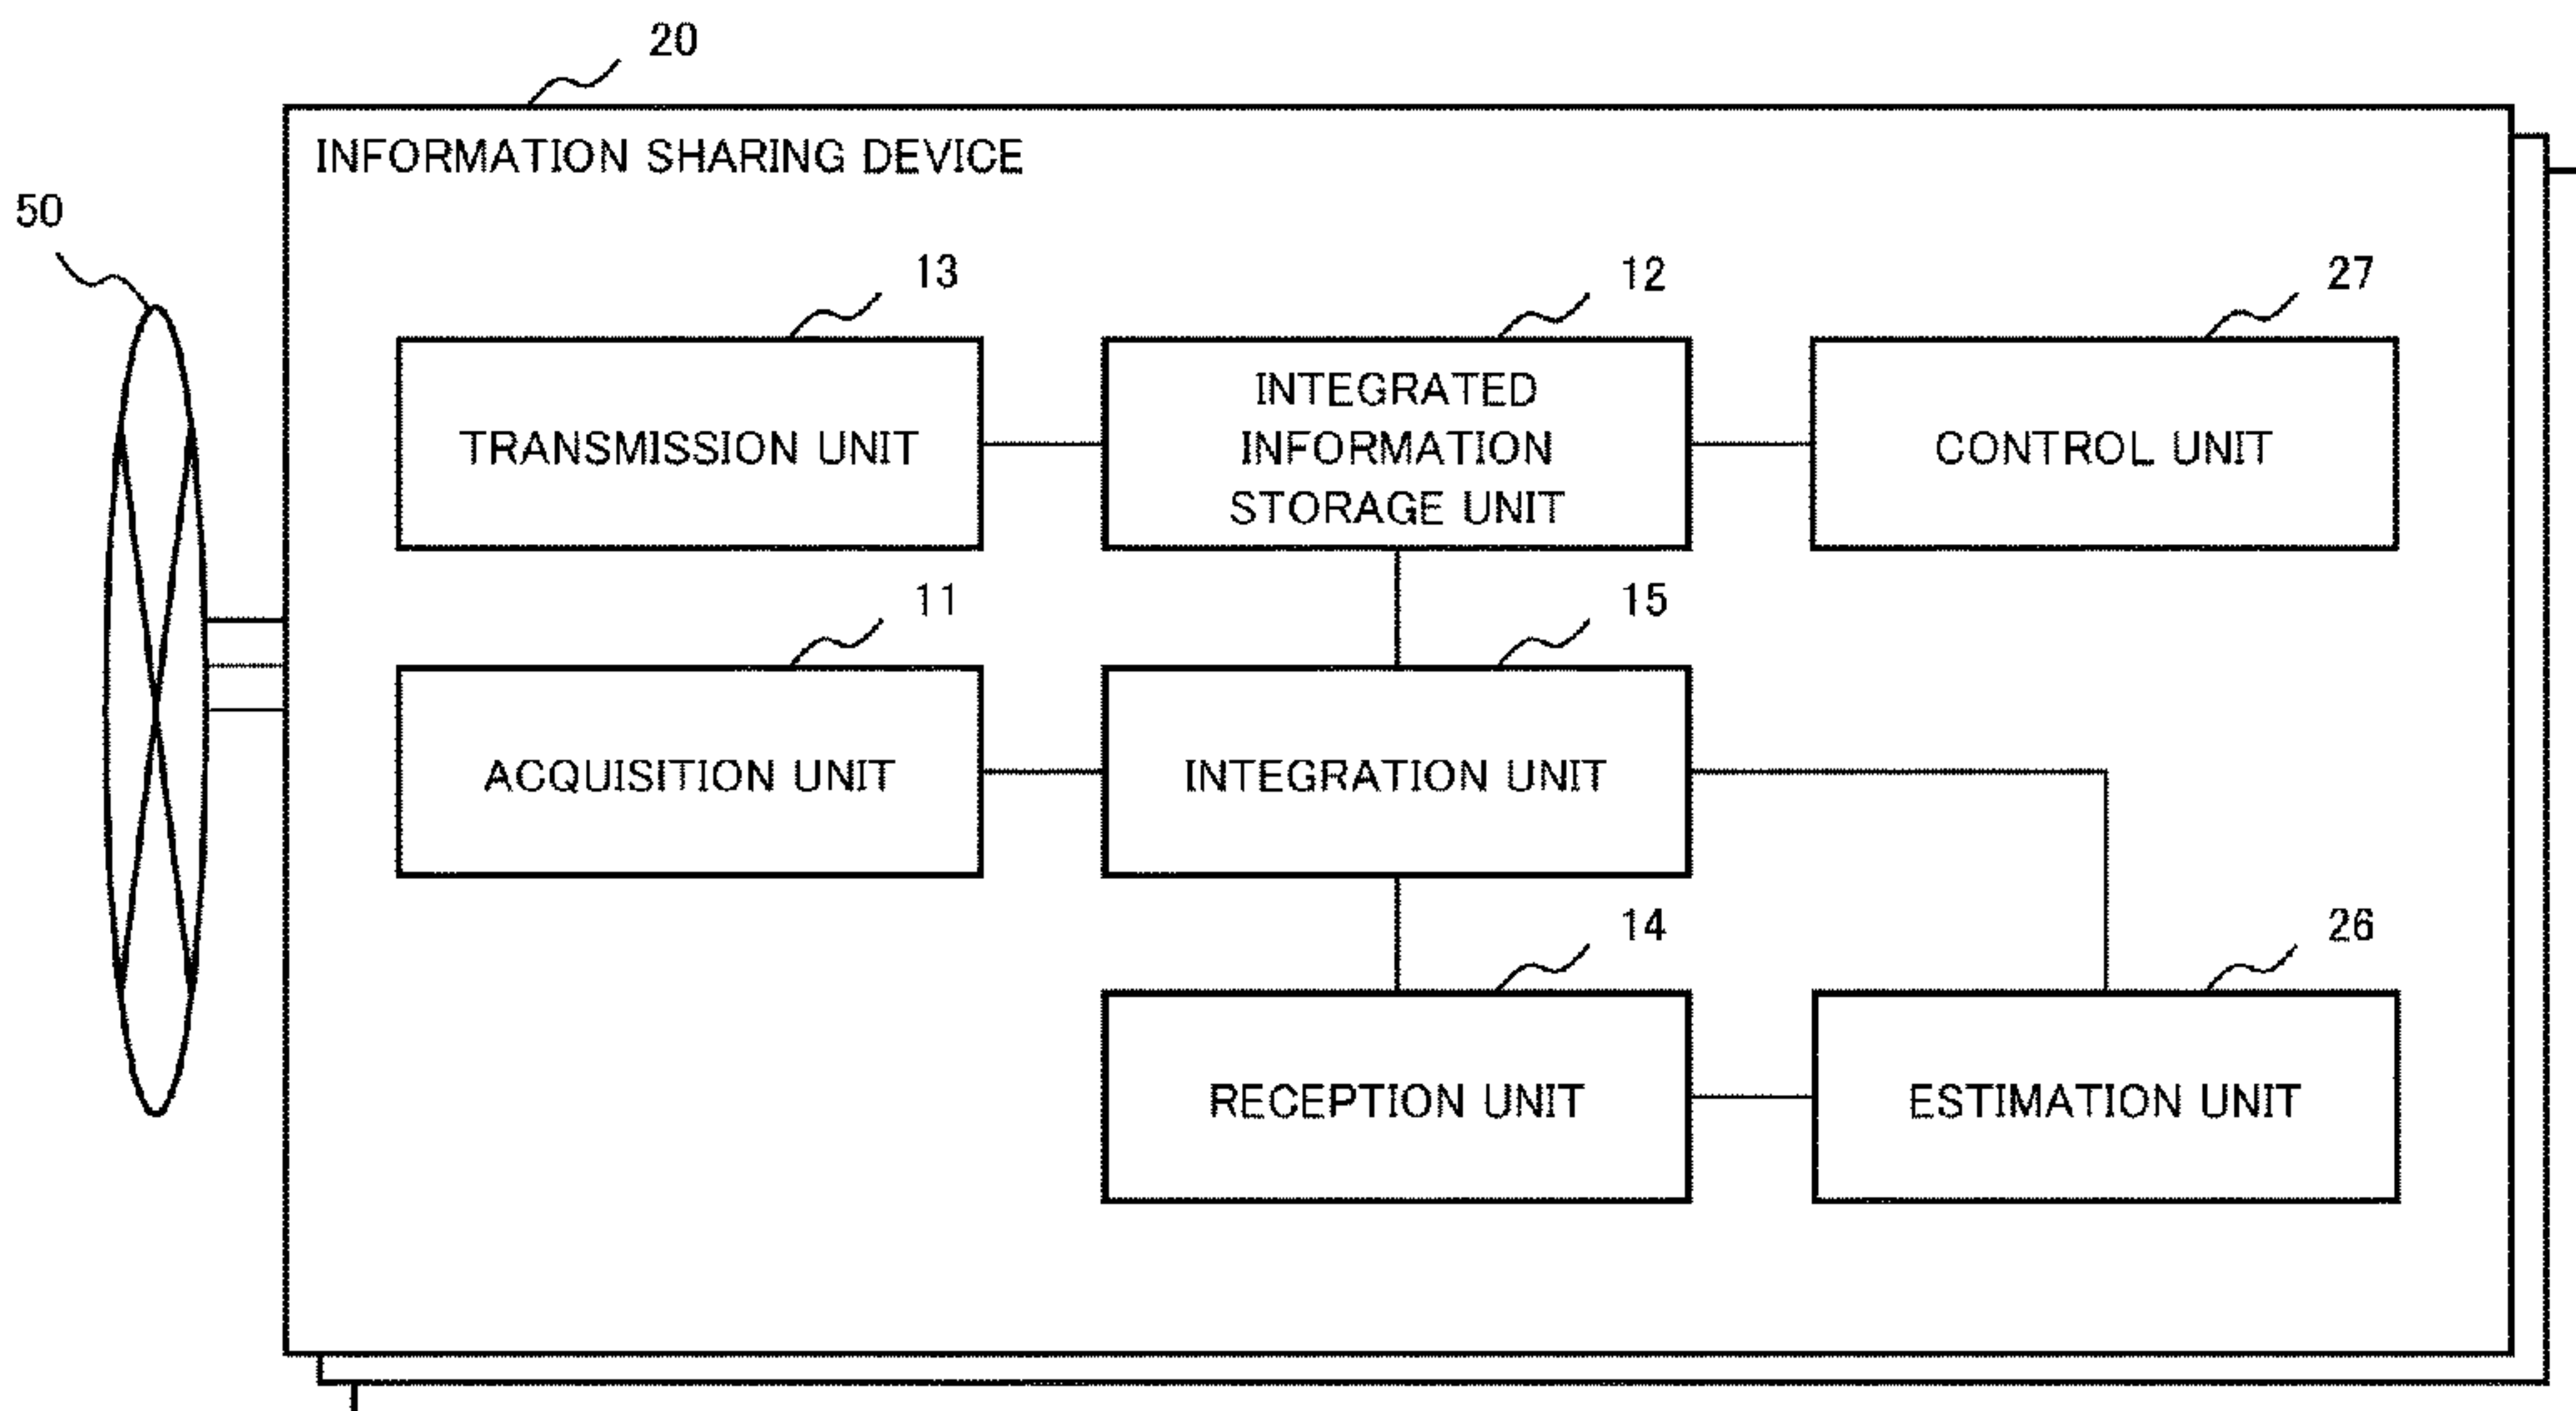 20
INFORMATION SHARING DEVICE
50
13
12
27
TRANSMISSION UNIT
INTEGRATED
INFORMATION
STORAGE UNIT
CONTROL UNIT
11
15
ACQUISITION UNIT
INTEGRATION UNIT
14
26
RECEPTION UNIT
ESTIMATION UNIT